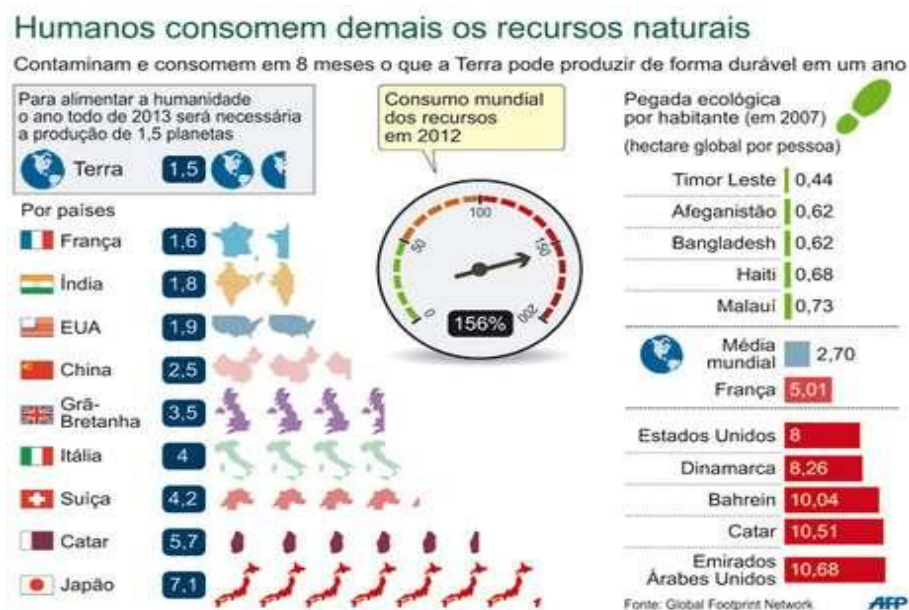 Humanos consomem demais os recursos naturais
Contaminam e consomem em 8 meses o que a Terra pode produzir de forma durável em um ano
Para alimentar a humanidade
o ano todo de 2013 será necessária
a produção de 1,5 planetas
Terra 1,5
Por países
França 1,6
Índia 1,8
EUA 1,9
China 2,5
Grã-
Bretanha 3,5
Itália 4
Suíça 4,2
Catar 5,7
Japão 7,1
Consumo mundial
dos recursos
em 2012
0 50 100 150 200
156%
Pegada ecológica
por habitante (em 2007)
(hectare global por pessoa)
Timor Leste 0,44
Afeganistão 0,62
Bangladesh 0,62
Haiti 0,68
Malauí 0,73
Média
mundial 2,70
França 5,01
Estados Unidos 8
Dinamarca 8,26
Bahrein 10,04
Catar 10,51
Emirados
Árabes Unidos 10,68
Fonte: Global Footprint Network AFP